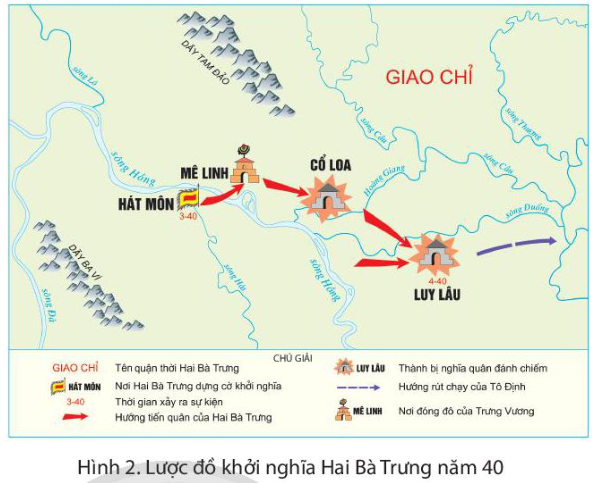 DÃY TAM ĐẢO
sông Lô
GIAO CHỈ
sông Thương
sông Cầu
sông Hồng
MÊ LINH
CỔ LOA
Hoàng Giang
sông Cầu
HÁT MÔN
3-40
sông Đuống
DÃY BA VÌ
sông Hát
sông Hồng
4-40
LUY LÂU
sông Đà
CHÚ GIẢI
GIAO CHỈ Tên quận thời Hai Bà Trưng
HÁT MÔN Nơi Hai Bà Trưng dựng cờ khởi nghĩa
3-40 Thời gian xảy ra sự kiện
Hướng tiến quân của Hai Bà Trưng
LUY LÂU Thành bị nghĩa quân đánh chiếm
Hướng rút chạy của Tô Định
MÊ LINH Nơi đóng đô của Trưng Vương
Hình 2. Lược đồ khởi nghĩa Hai Bà Trưng năm 40